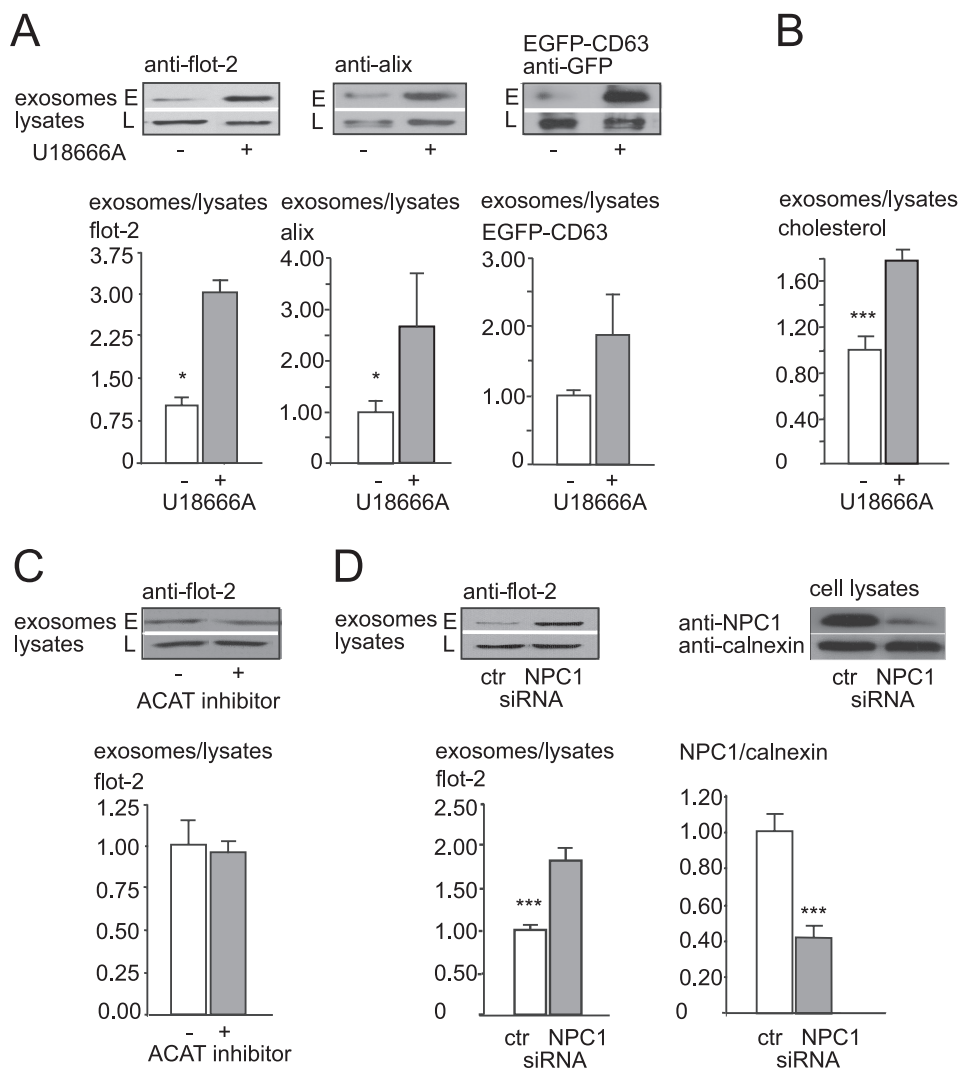 A
B
anti-flot-2
anti-alix
EGFP-CD63
anti-GFP
exosomes E
lysates L
E
L
E
L
U18666A - +
- +
- +
exosomes/lysates
flot-2
3.75
3.00
2.25
1.50
0.75
0
*
- +
U18666A
exosomes/lysates
alix
4.00
3.00
2.00
1.00
0
*
- +
U18666A
exosomes/lysates
EGFP-CD63
3.00
2.00
1.00
0
- +
U18666A
exosomes/lysates
cholesterol
1.60
1.20
0.80
0.40
0
***
- +
U18666A
C
anti-flot-2
exosomes E
lysates L
- +
ACAT inhibitor
exosomes/lysates
flot-2
1.25
1.00
0.75
0.50
0.25
0.00
- +
ACAT inhibitor
D
anti-flot-2
exosomes E
lysates L
ctr NPC1
siRNA
cell lysates
anti-NPC1
anti-calnexin
ctr NPC1
siRNA
exosomes/lysates
flot-2
2.50
2.00
1.50
1.00
0.50
0
***
ctr NPC1
siRNA
NPC1/calnexin
1.20
1.00
0.80
0.60
0.40
0.20
0
***
ctr NPC1
siRNA